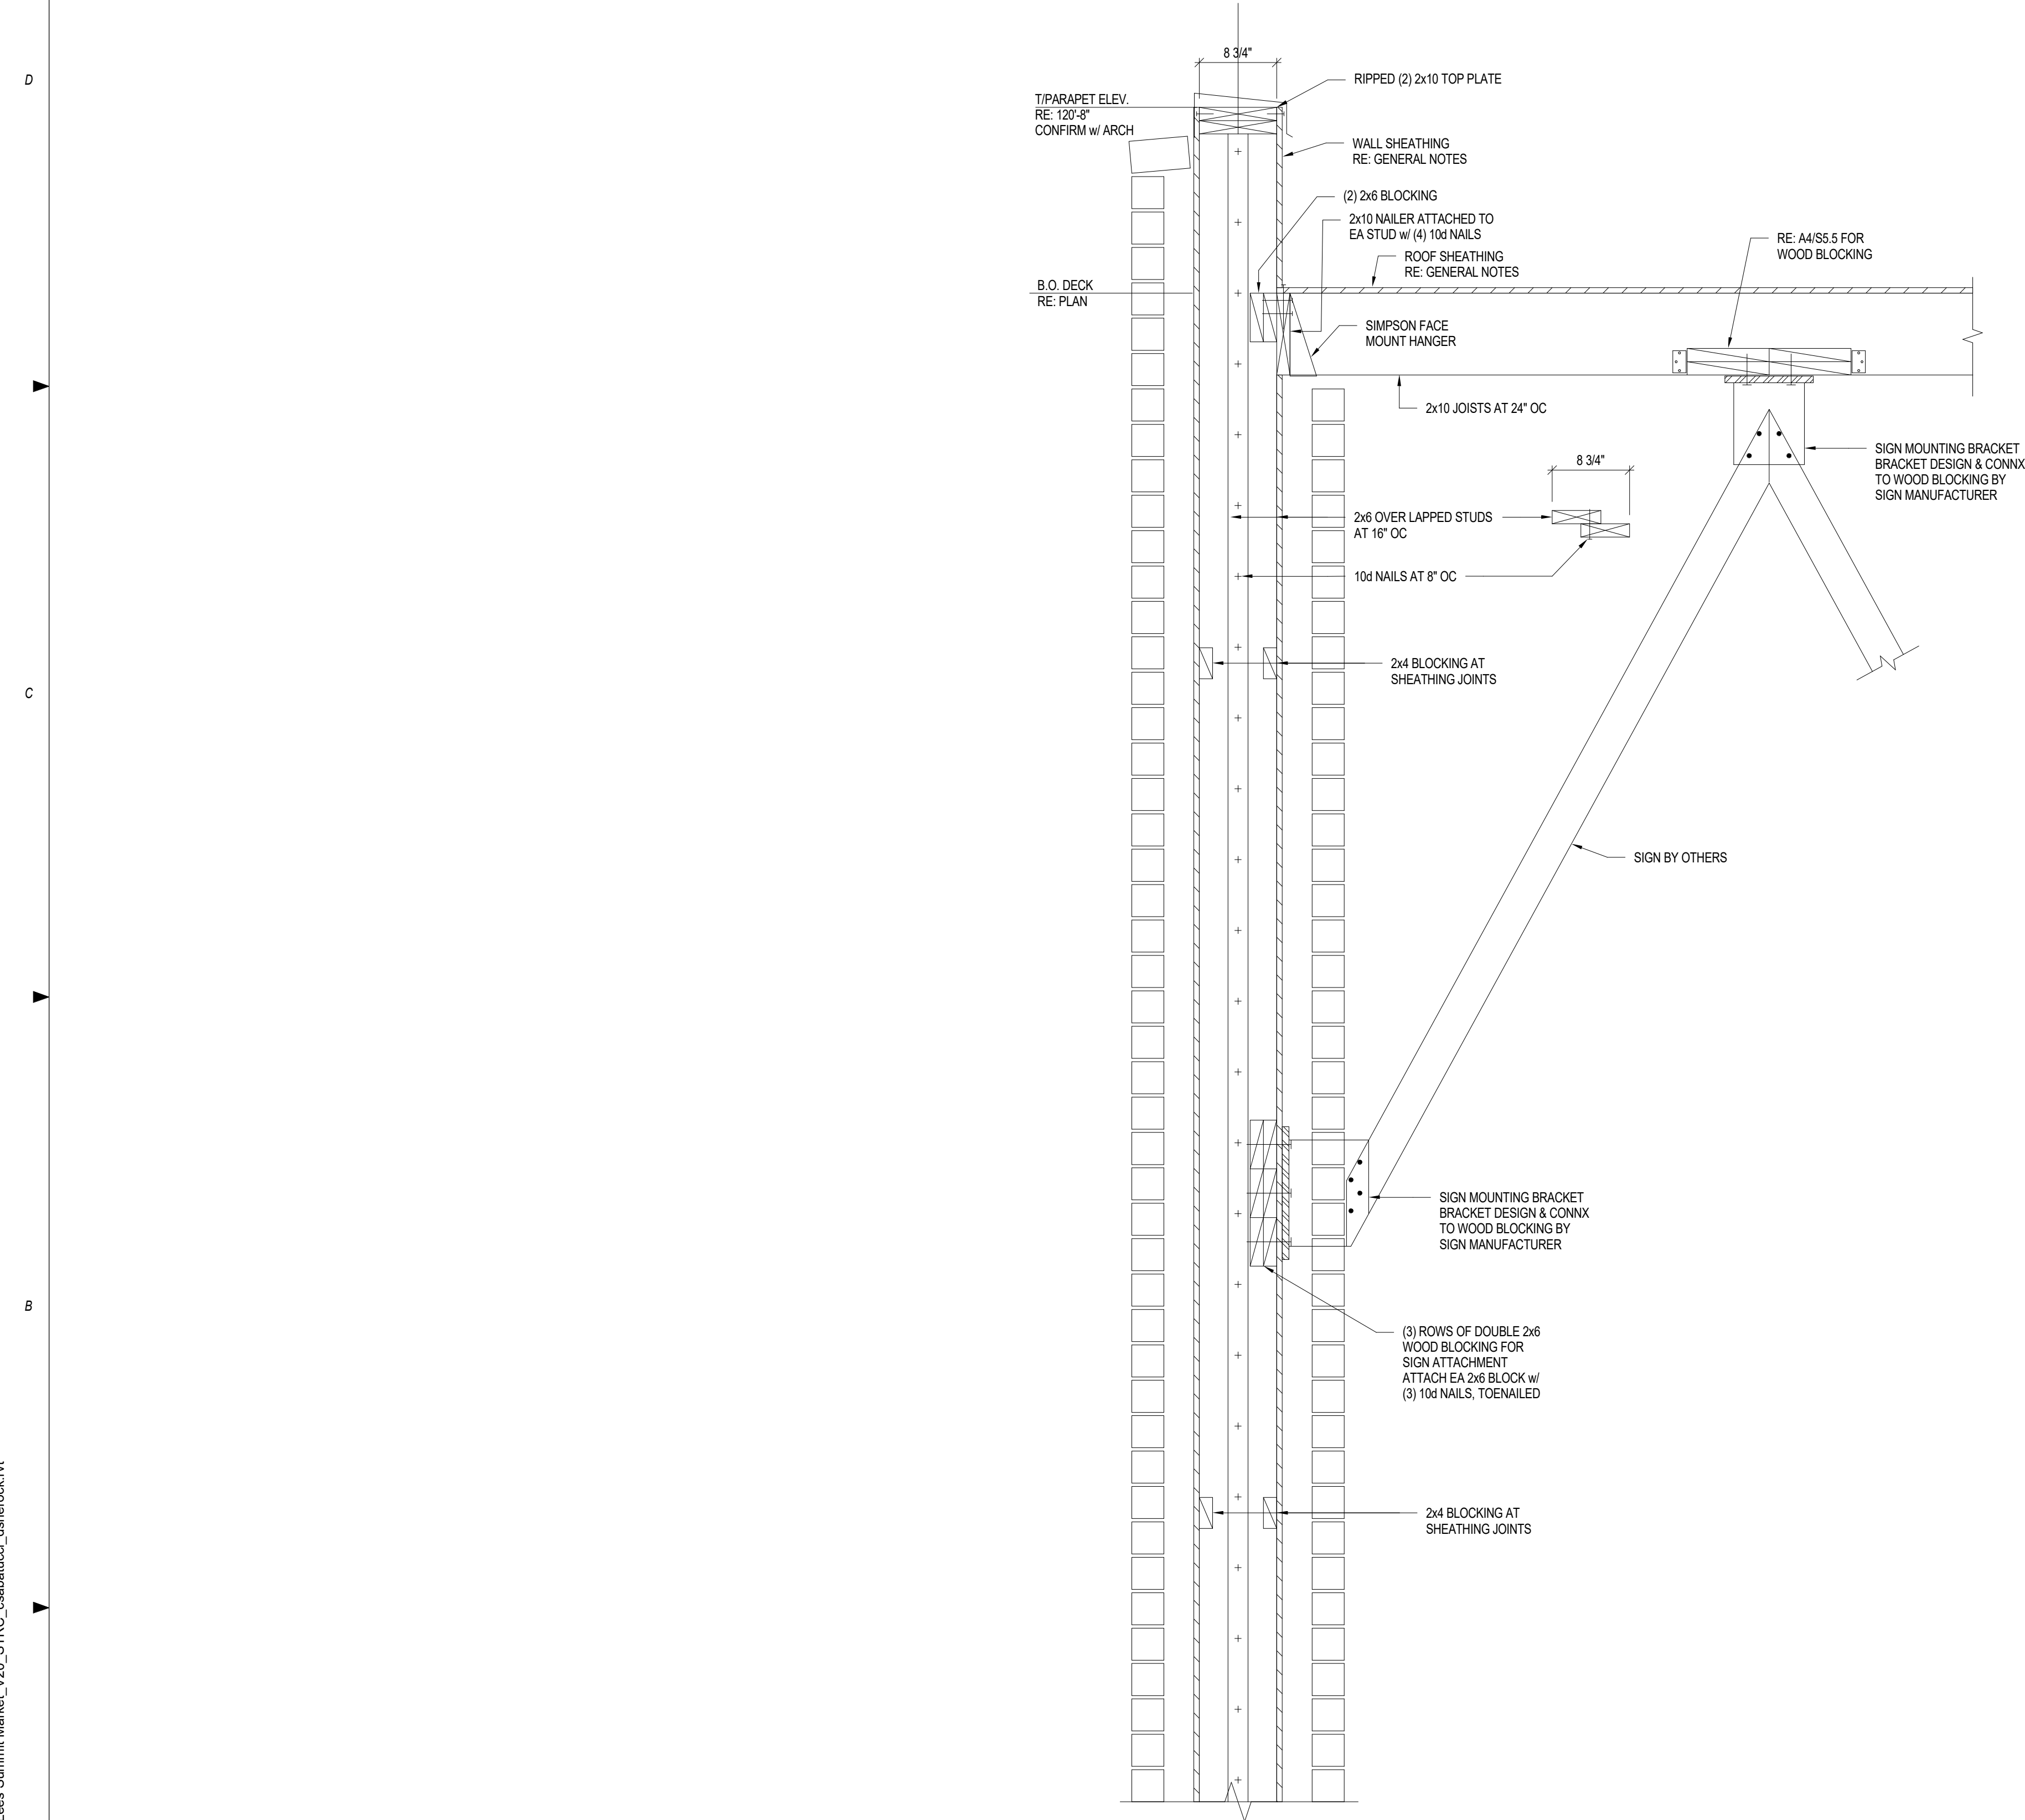 8 3/4"
D
RIPPED (2) 2x10 TOP PLATE
T/PARAPET ELEV.
RE: 120'-8"
CONFIRM w/ ARCH
WALL SHEATHING
RE: GENERAL NOTES
(2) 2x6 BLOCKING
2x10 NAILER ATTACHED TO
EA STUD w/ (4) 10d NAILS
RE: A4/S5.5 FOR
WOOD BLOCKING
ROOF SHEATHING
RE: GENERAL NOTES
B.O. DECK
RE: PLAN
SIMPSON FACE
MOUNT HANGER
2x10 JOISTS AT 24" OC
SIGN MOUNTING BRACKET
BRACKET DESIGN & CONNX
TO WOOD BLOCKING BY
SIGN MANUFACTURER
8 3/4"
2x6 OVER LAPPED STUDS
AT 16" OC
10d NAILS AT 8" OC
2x4 BLOCKING AT
SHEATHING JOINTS
C
SIGN BY OTHERS
SIGN MOUNTING BRACKET
BRACKET DESIGN & CONNX
TO WOOD BLOCKING BY
SIGN MANUFACTURER
B
(3) ROWS OF DOUBLE 2x6
WOOD BLOCKING FOR
SIGN ATTACHMENT
ATTACH EA 2x6 BLOCK w/
(3) 10d NAILS, TOENAILED
2x4 BLOCKING AT
SHEATHING JOINTS
Summit Market_V20_STRC_csabatucci_dsherock.rvt